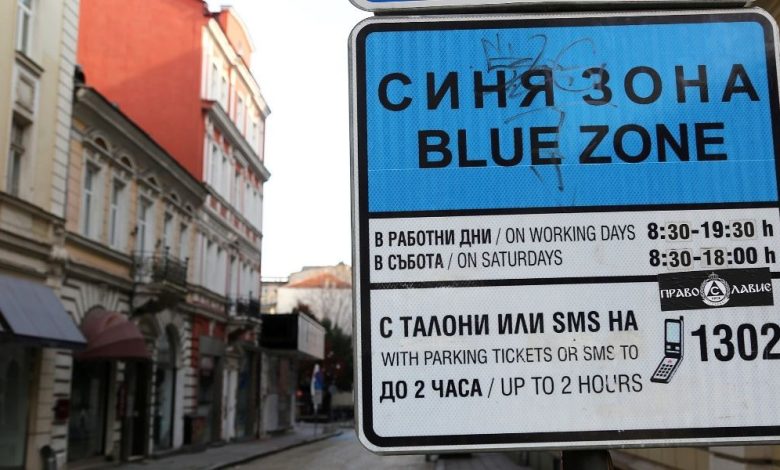 СИНЯ ЗОНА
BLUE ZONE
В РАБОТНИ ДНИ / ON WORKING DAYS 8:30-19:30 h
В СЪБОТА / ON SATURDAYS 8:30-18:00 h
ПРАВОСЛАВИЕ
С ТАЛОНИ ИЛИ SMS НА
WITH PARKING TICKETS OR SMS TO
1302
ДО 2 ЧАСА / UP TO 2 HOURS